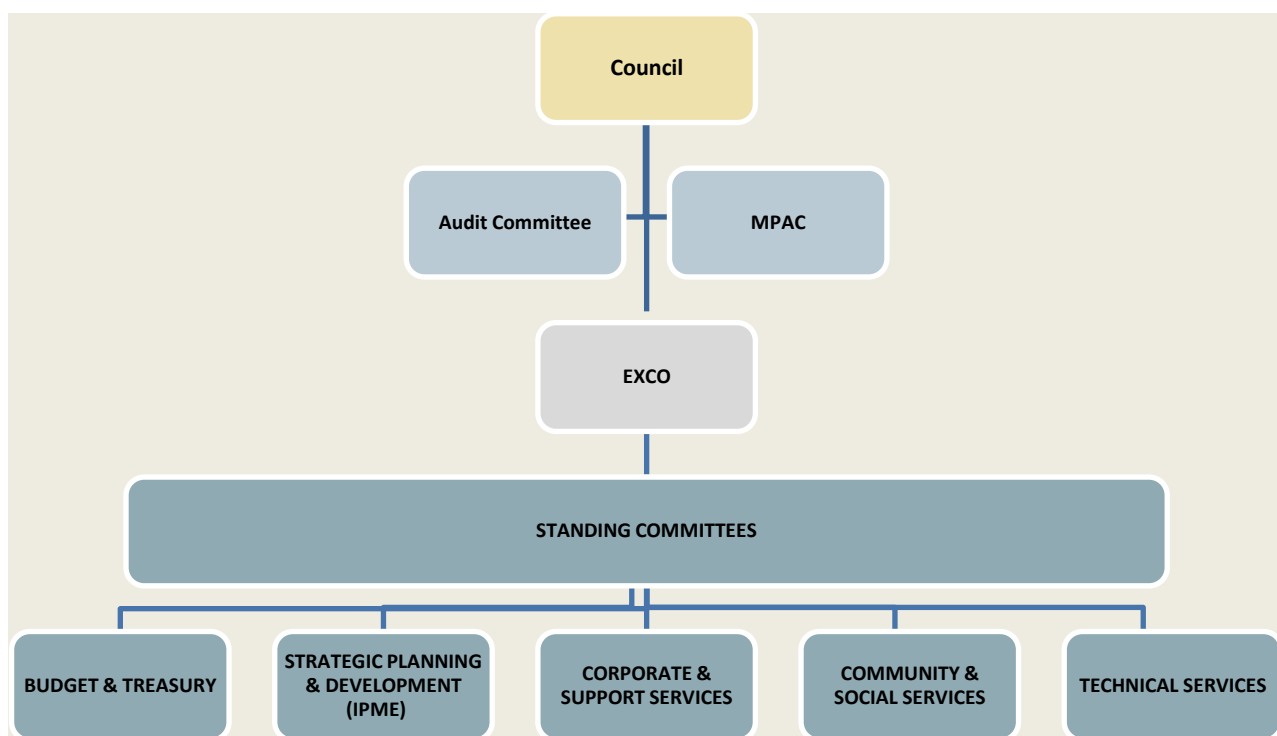 Council
Audit Committee
MPAC
EXCO
STANDING COMMITTEES
BUDGET & TREASURY
STRATEGIC PLANNING
& DEVELOPMENT
(IPME)
CORPORATE &
SUPPORT SERVICES
COMMUNITY &
SOCIAL SERVICES
TECHNICAL SERVICES